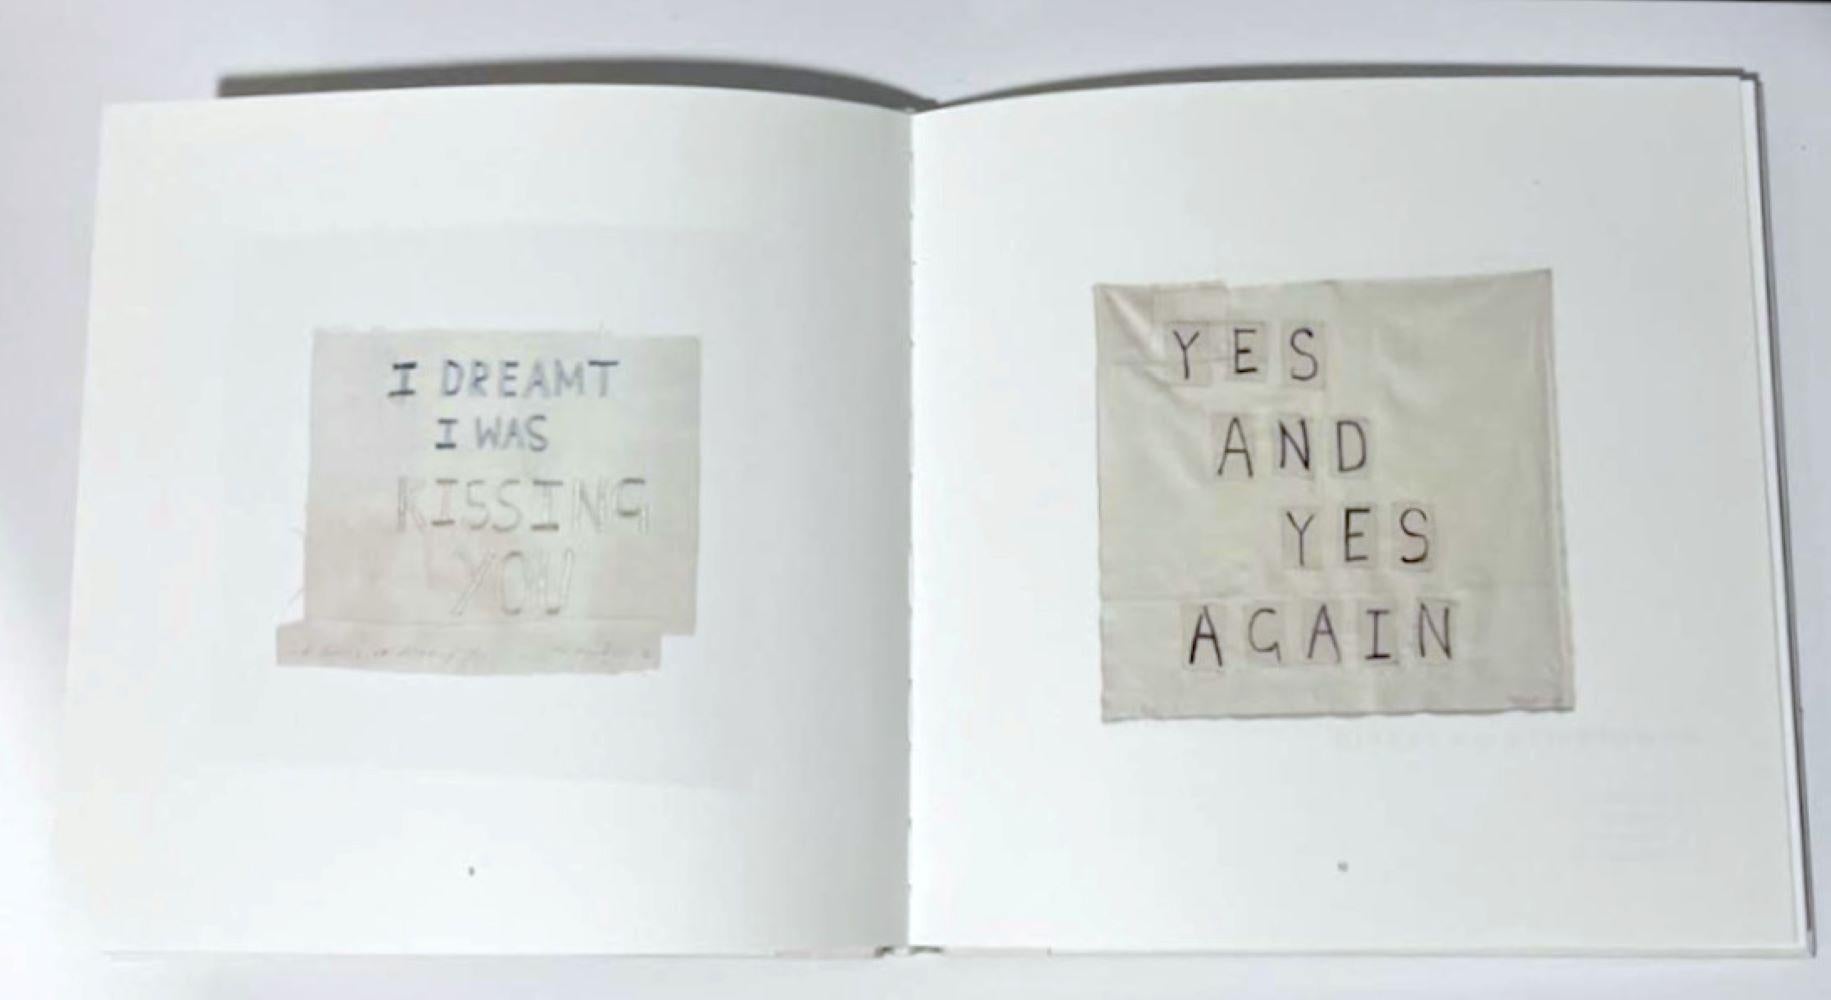 I DREAMT
I WAS
KISSING
YOU
YES
AND
YES
AGAIN